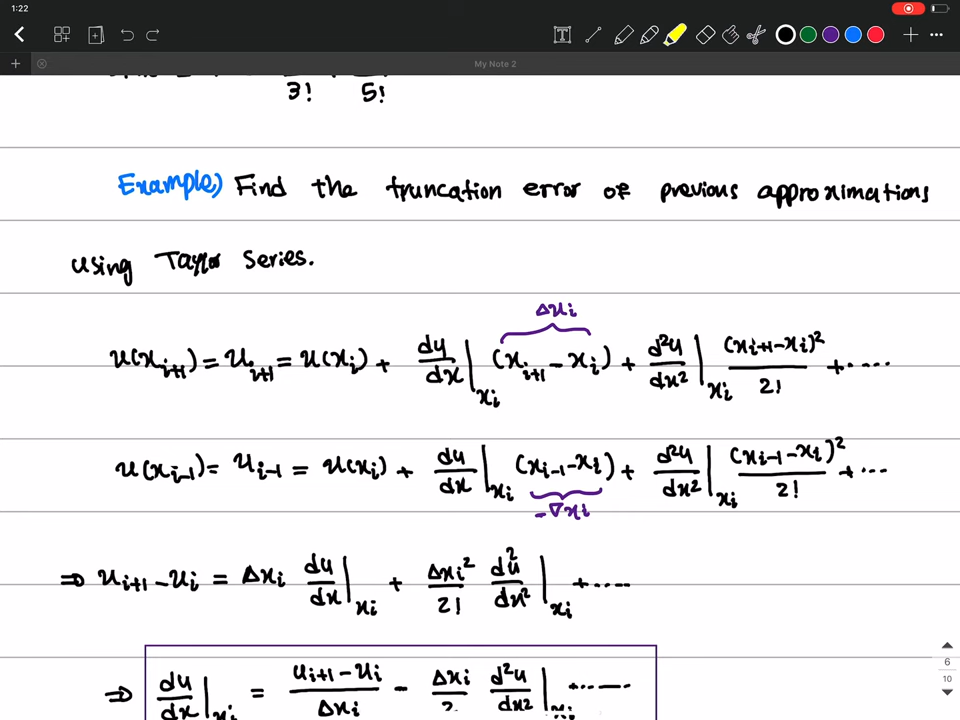 1:22
My Note 2
3! 5!
Example) Find the truncation error of previous approximations
using Taylor Series.
Δxi
u(xi+1) = ui+1 = u(xi) + du/dx|xi (xi+1 - xi) + d²u/dx²|xi (xi+1 - xi)²/2! + ....
u(xi-1) = ui-1 = u(xi) + du/dx|xi (xi-1 - xi) + d²u/dx²|xi (xi-1 - xi)²/2! + ...
-∇xi
⇒ ui+1 - ui = Δxi du/dx|xi + Δxi²/2! d²u/dx²|xi + ....
⇒ du/dx|xi = ui+1 - ui/Δxi - Δxi/2 d²u/dx²|xi + ....
6
10